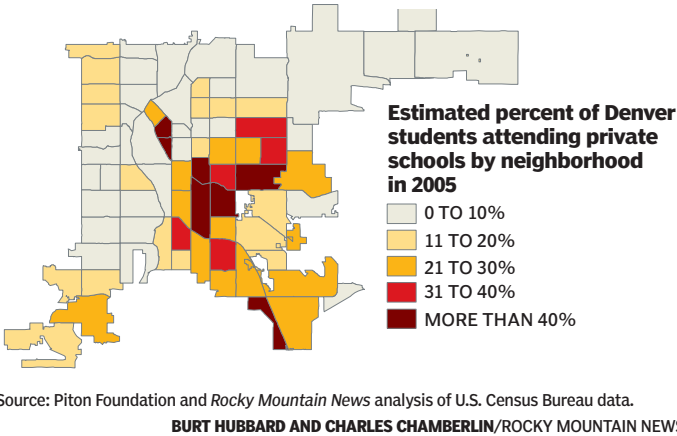 Estimated percent of Denver
students attending private
schools by neighborhood
in 2005
0 TO 10%
11 TO 20%
21 TO 30%
31 TO 40%
MORE THAN 40%
Source: Piton Foundation and Rocky Mountain News analysis of U.S. Census Bureau data.
BURT HUBBARD AND CHARLES CHAMBERLIN/ROCKY MOUNTAIN NEWS